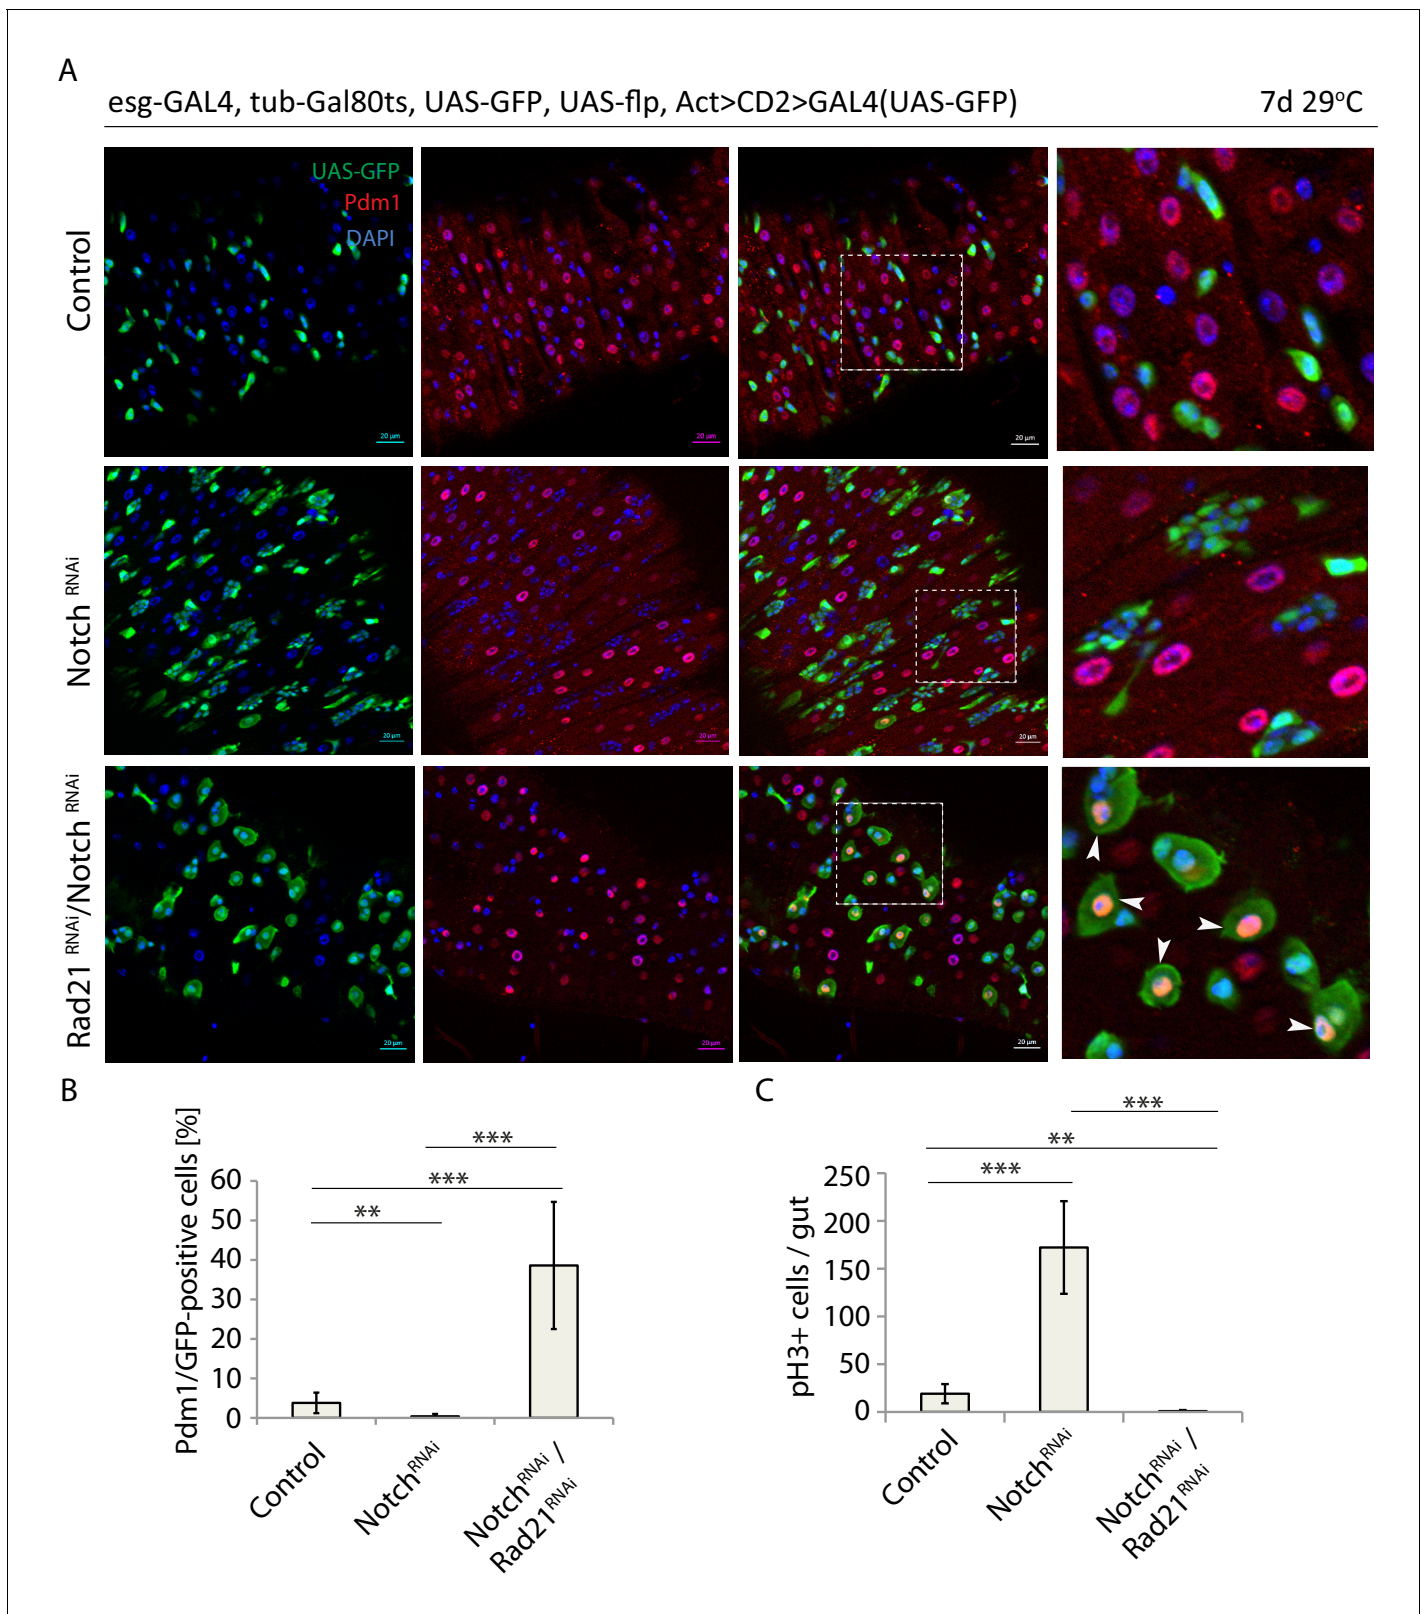 A
esg-GAL4, tub-Gal80ts, UAS-GFP, UAS-flp, Act>CD2>GAL4(UAS-GFP) 7d 29°C
Control
UAS-GFP
Pdm1
DAPI
20 µm
20 µm
20 µm
Notch RNAi
20 µm
20 µm
20 µm
Rad21 RNAi/Notch RNAi
20 µm
20 µm
20 µm
B
Pdm1/GFP-positive cells [%]
60
50
40
30
20
10
0
***
***
**
Control
NotchRNAi
NotchRNAi /
Rad21RNAi
C
pH3+ cells / gut
250
200
150
100
50
0
***
**
***
Control
NotchRNAi
NotchRNAi /
Rad21RNAi